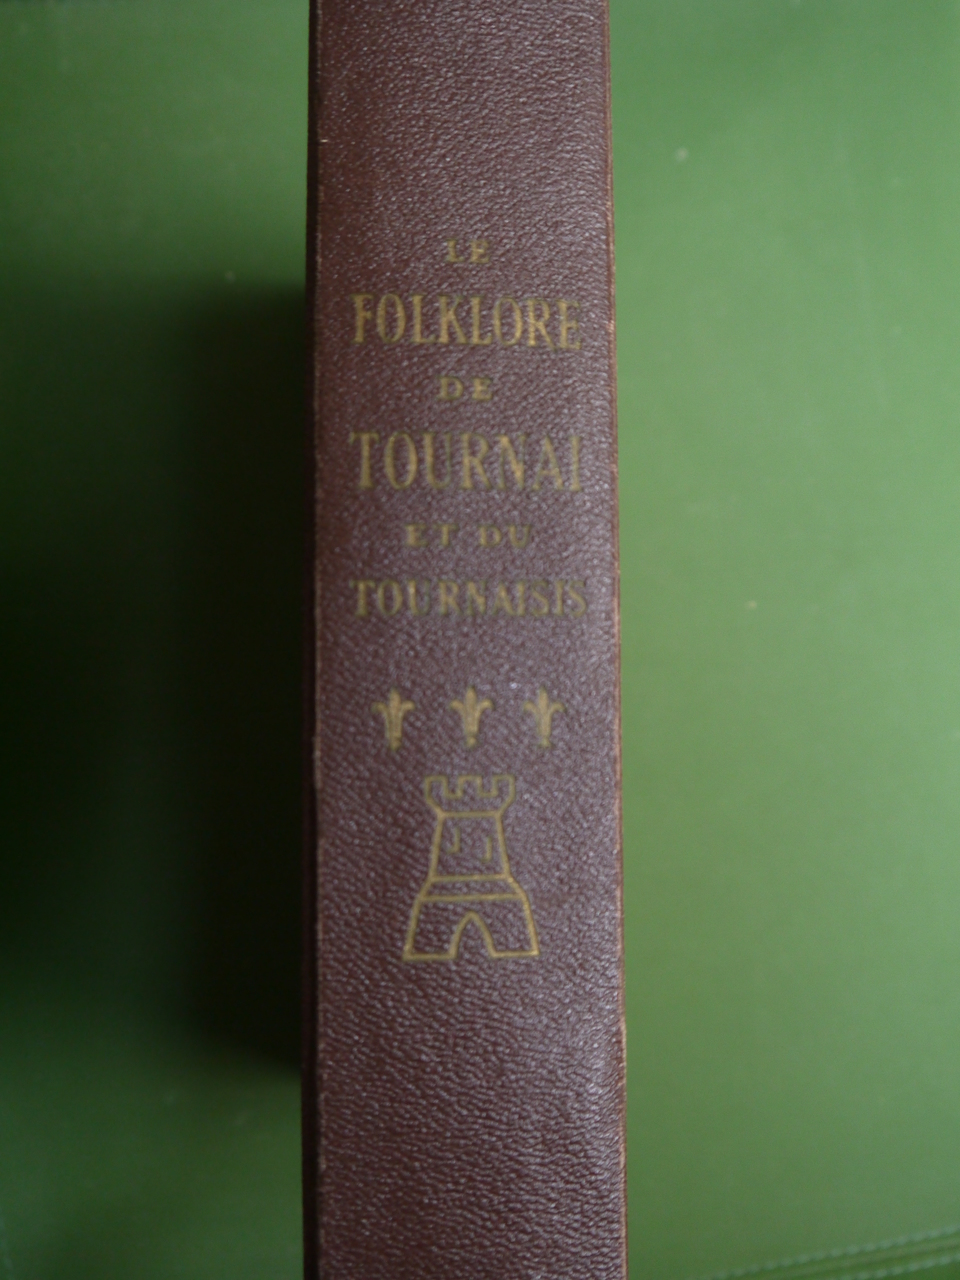 LE
FOLKLORE
DE
TOURNAI
ET DU
TOURNAISIS